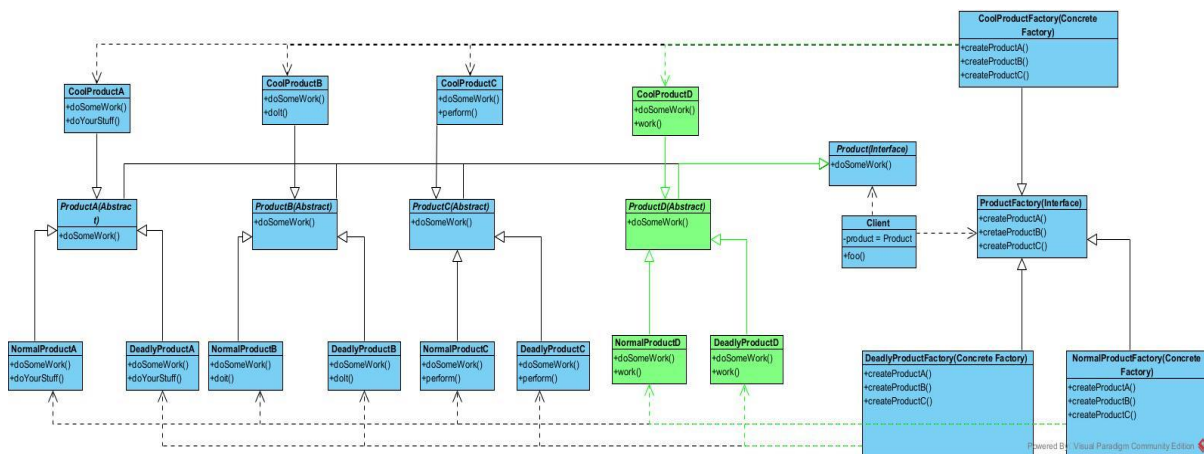 CoolProductFactory(Concrete
Factory)
+createProductA()
+createProductB()
+createProductC()
CoolProductA
+doSomeWork()
+doYourStuff()
CoolProductB
+doSomeWork()
+doIt()
CoolProductC
+doSomeWork()
+perform()
CoolProductD
+doSomeWork()
+work()
Product(Interface)
+doSomeWork()
ProductA(Abstrac
t)
+doSomeWork()
ProductB(Abstract)
+doSomeWork()
ProductC(Abstract)
+doSomeWork()
ProductD(Abstract)
+doSomeWork()
Client
-product = Product
+foo()
ProductFactory(Interface)
+createProductA()
+cretaeProductB()
+createProductC()
NormalProductA
+doSomeWork()
+doYourStuff()
DeadlyProductA
+doSomeWork()
+doYourStuff()
NormalProductB
+doSomeWork()
+doit()
DeadlyProductB
+doSomeWork()
+doIt()
NormalProductC
+doSomeWork()
+perform()
DeadlyProductC
+doSomeWork()
+perform()
NormalProductD
+doSomeWork()
+work()
DeadlyProductD
+doSomeWork()
+work()
DeadlyProductFactory(Concrete Factory)
+createProductA()
+createProductB()
+createProductC()
NormalProductFactory(Concrete
Factory)
+createProductA()
+createProductB()
+createProductC()
Powered By Visual Paradigm Community Edition